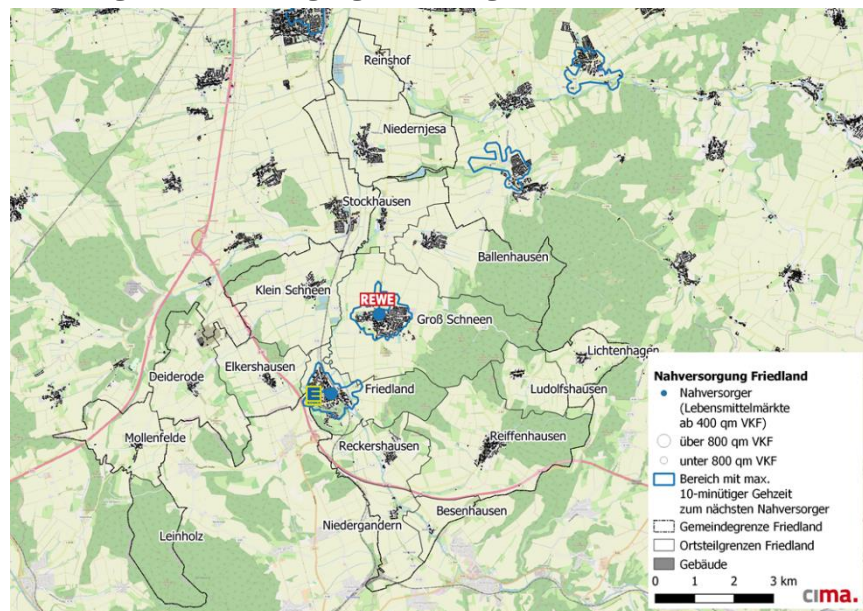 Reinshof
Niedernjesa
Stockhausen
Ballenhausen
Klein Schneen
REWE
Groß Schneen
Lichtenhagen
Elkershausen
Deiderode
E
Friedland
Ludolfshausen
Mollenfelde
Reckershausen
Reiffenhausen
Besenhausen
Niedergandern
Leinholz
Nahversorgung Friedland
Nahversorger
(Lebensmittelmärkte
ab 400 qm VKF)
über 800 qm VKF
unter 800 qm VKF
Bereich mit max.
10-minütiger Gehzeit
zum nächsten Nahversorger
Gemeindegrenze Friedland
Ortsteilgrenzen Friedland
Gebäude
0 1 2 3 km
cima.